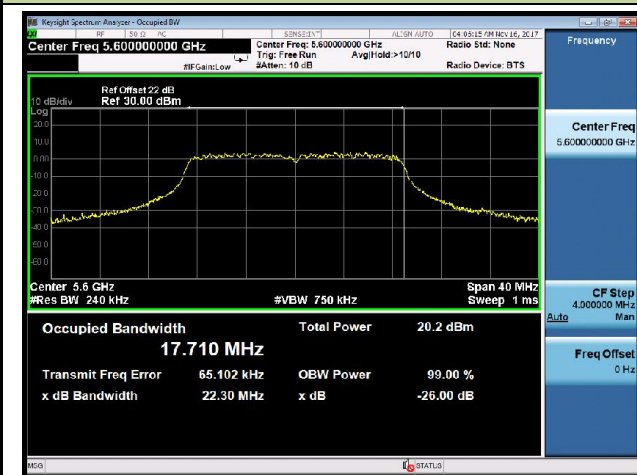 Keysight Spectrum Analyzer - Occupied BW
RF 50 Ω AC SENSE:INT ALIGN AUTO 04:06:15 AM Nov 16, 2017
Center Freq 5.600000000 GHz
Center Freq: 5.600000000 GHz
Radio Std: None
Trig: Free Run Avg|Hold:>10/10
#IFGain:Low #Atten: 10 dB Radio Device: BTS
Frequency
Ref Offset 22 dB
10 dB/div Ref 30.00 dBm
Log
20.0
10.0
0.00
-10.0
-20.0
-30.0
-40.0
-50.0
-60.0
Center Freq
5.600000000 GHz
Center 5.6 GHz Span 40 MHz
#Res BW 240 kHz #VBW 750 kHz Sweep 1 ms
CF Step
4.000000 MHz
Auto Man
Freq Offset
0 Hz
Occupied Bandwidth Total Power 20.2 dBm
17.710 MHz
Transmit Freq Error 65.102 kHz OBW Power 99.00 %
x dB Bandwidth 22.30 MHz x dB -26.00 dB
MSG STATUS